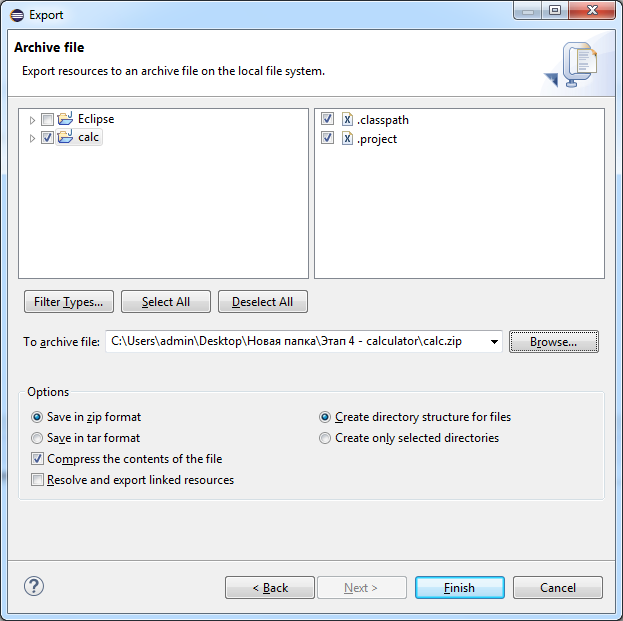 Export
Archive file
Export resources to an archive file on the local file system.
Eclipse
calc
.classpath
.project
Filter Types...
Select All
Deselect All
To archive file:
C:\Users\admin\Desktop\Новая папка\Этап 4 - calculator\calc.zip
Browse...
Options
Save in zip format
Create directory structure for files
Save in tar format
Create only selected directories
Compress the contents of the file
Resolve and export linked resources
?
< Back
Next >
Finish
Cancel